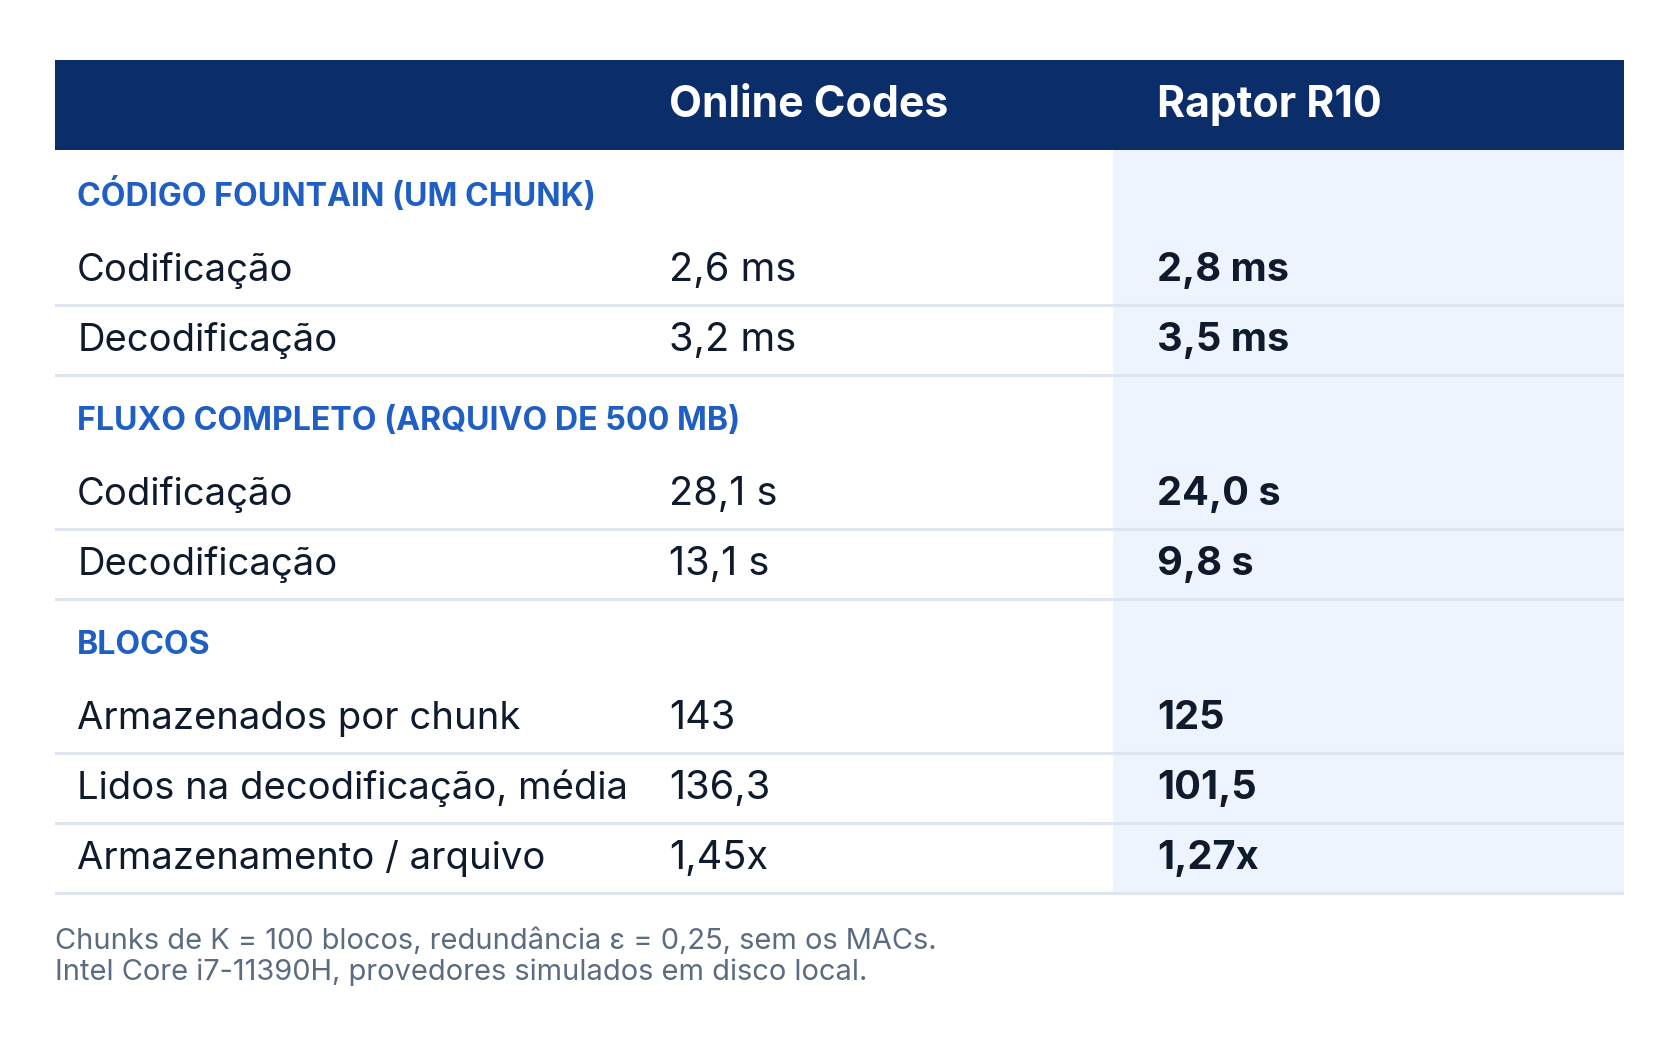 Online Codes Raptor R10
CÓDIGO FOUNTAIN (UM CHUNK)
Codificação 2,6 ms 2,8 ms
Decodificação 3,2 ms 3,5 ms
FLUXO COMPLETO (ARQUIVO DE 500 MB)
Codificação 28,1 s 24,0 s
Decodificação 13,1 s 9,8 s
BLOCOS
Armazenados por chunk 143 125
Lidos na decodificação, média 136,3 101,5
Armazenamento / arquivo 1,45x 1,27x
Chunks de K = 100 blocos, redundância ε = 0,25, sem os MACs.
Intel Core i7-11390H, provedores simulados em disco local.